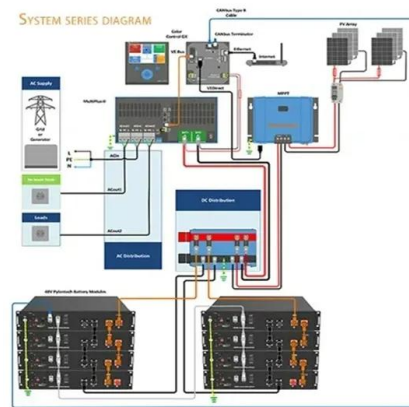 SYSTEM SERIES DIAGRAM
CANbus Type B
Cable
Color
Control GX
CANbus Terminator
PV Array
VE Bus
Ethernet
Internet
AC Supply
MultiPlus-II
VEDirect
MPPT
Grid
or
Generator
L
PE
N
ACin
ACout1
Loads
ACout2
DC Distribution
AC Distribution
48V Pylontech Battery Modules